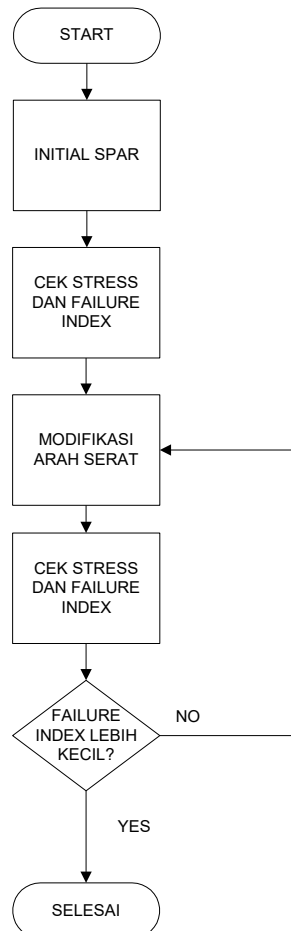 START
INITIAL SPAR
CEK STRESS
DAN FAILURE
INDEX
MODIFIKASI
ARAH SERAT
CEK STRESS
DAN FAILURE
INDEX
FAILURE
INDEX LEBIH
KECIL?
NO
YES
SELESAI